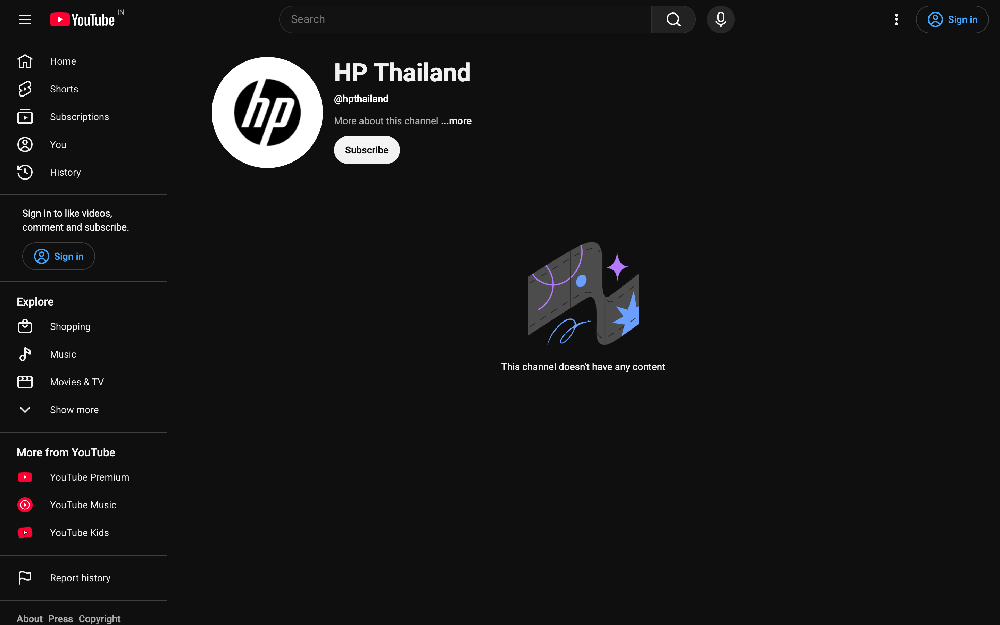 YouTube IN
Search
Sign in
Home
Shorts
Subscriptions
You
History
Sign in to like videos,
comment and subscribe.
Sign in
Explore
Shopping
Music
Movies & TV
Show more
More from YouTube
YouTube Premium
YouTube Music
YouTube Kids
Report history
About Press Copyright
hp
HP Thailand
@hpthailand
More about this channel ...more
Subscribe
This channel doesn't have any content